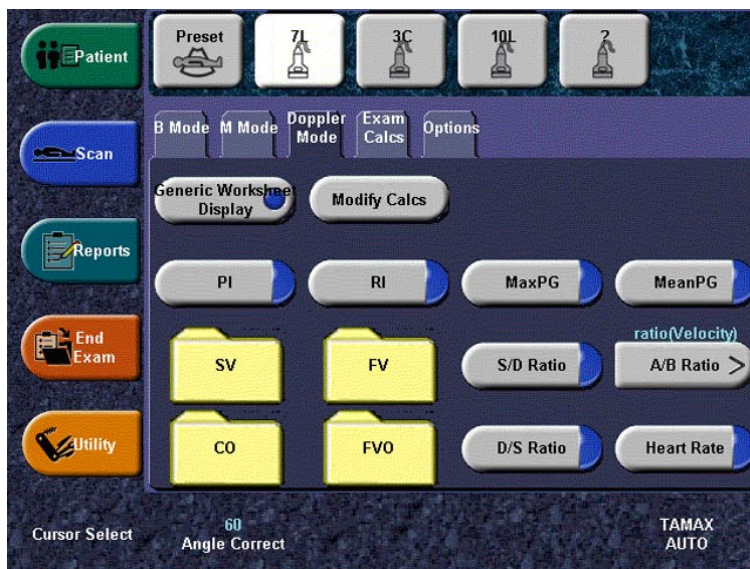 Patient
Preset
7L
3C
10L
?
B Mode
M Mode
Doppler
Mode
Exam
Calcs
Options
Scan
Generic Worksheet
Display
Modify Calcs
Reports
PI
RI
MaxPG
MeanPG
ratio(Velocity)
End
Exam
SV
FV
S/D Ratio
A/B Ratio >
Utility
CO
FVO
D/S Ratio
Heart Rate
Cursor Select
60
Angle Correct
TAMAX
AUTO